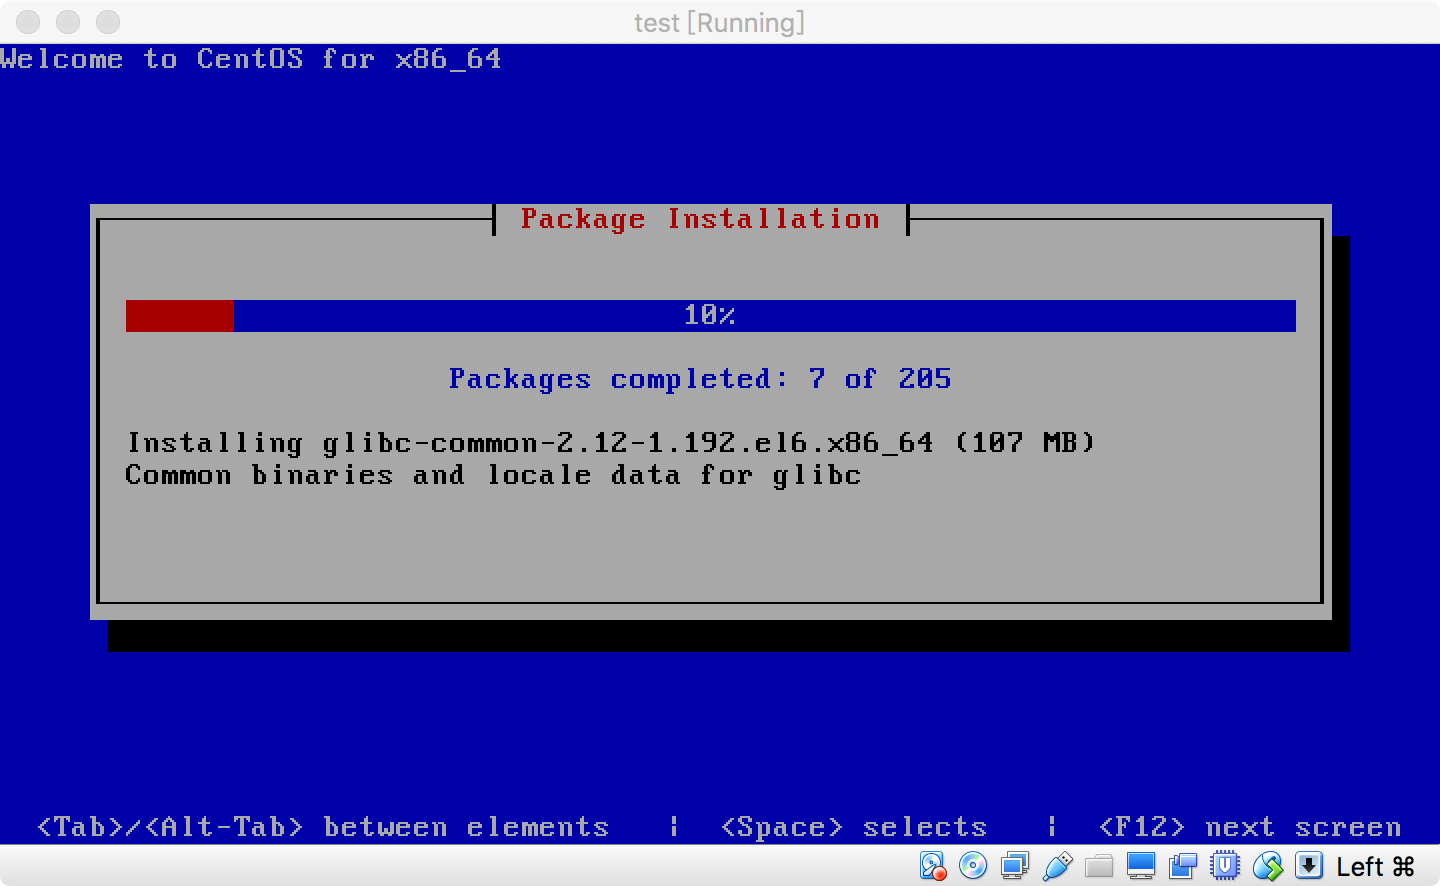 test [Running]
Welcome to CentOS for x86_64
Package Installation
10%
Packages completed: 7 of 205
Installing glibc-common-2.12-1.192.el6.x86_64 (107 MB)
Common binaries and locale data for glibc
<Tab>/<Alt-Tab> between elements | <Space> selects | <F12> next screen
Left ⌘